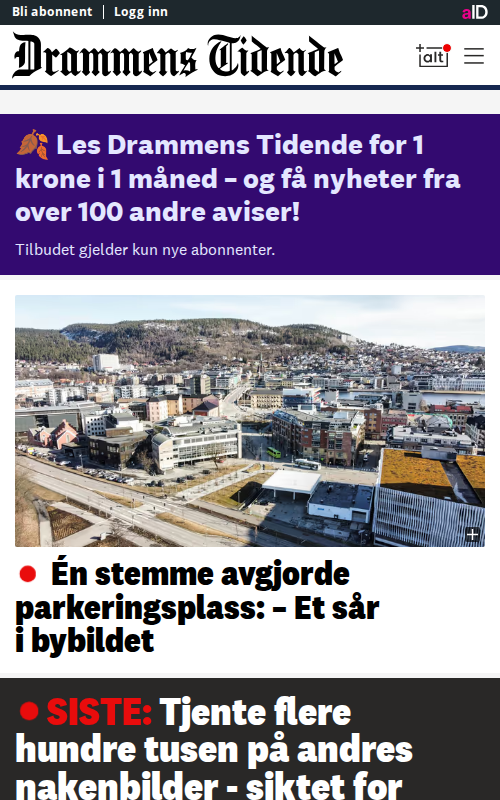 Bli abonnent | Logg inn
aID
Drammens Tidende
+alt
🍂 Les Drammens Tidende for 1
krone i 1 måned – og få nyheter fra
over 100 andre aviser!
Tilbudet gjelder kun nye abonnenter.
Én stemme avgjorde
parkeringsplass: – Et sår
i bybildet
SISTE: Tjente flere
hundre tusen på andres
nakenbilder - siktet for